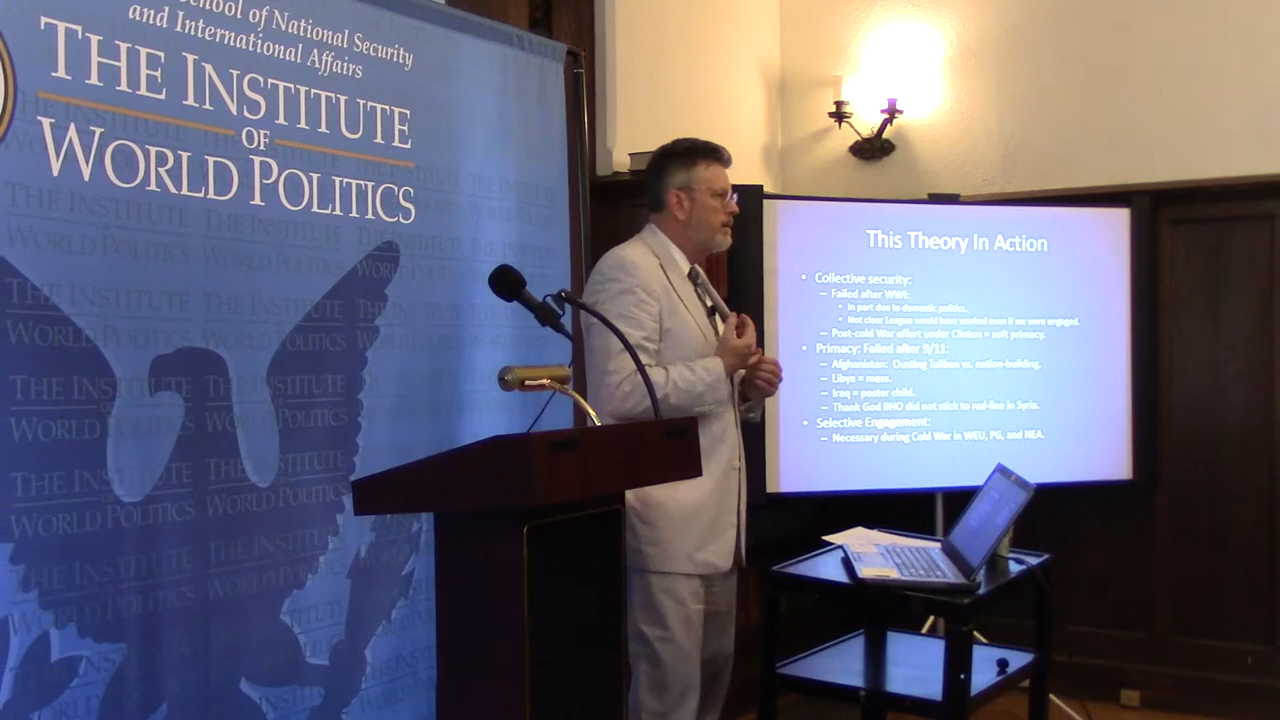 School of National Security
and International Affairs
THE INSTITUTE
OF
WORLD POLITICS
This Theory In Action
• Collective security:
– Failed after WWI:
• In part due to domestic politics.
• Not clear League would have worked even if we were engaged.
– Post-cold War effort under Clinton = soft primacy.
• Primacy: Failed after 9/11:
– Afghanistan: Ousting Taliban vs. nation-building.
– Libya = mess.
– Iraq = poster child.
– Thank God BHO did not stick to red-line in Syria.
• Selective Engagement:
– Necessary during Cold War in WEU, PG, and NEA.